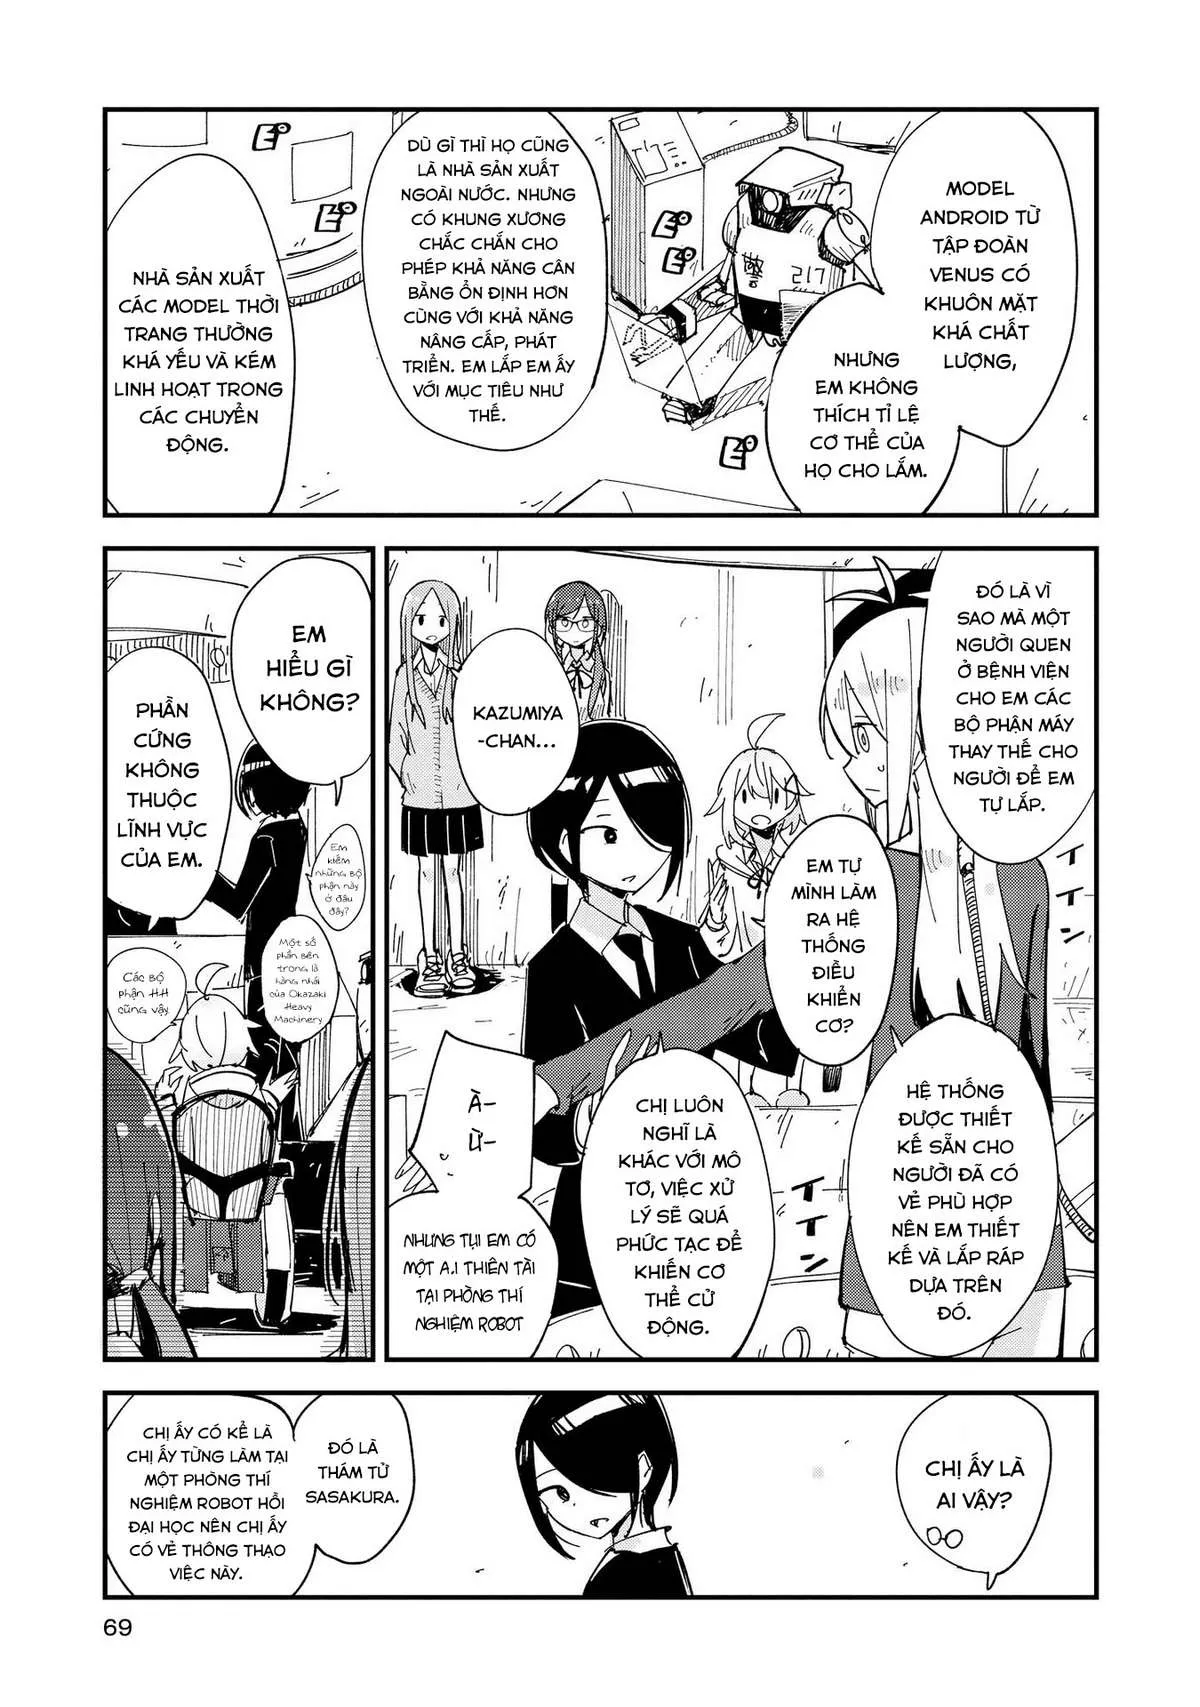 MODEL
ANDROID TỪ
TẬP ĐOÀN
VENUS CÓ
KHUÔN MẶT
KHÁ CHẤT
LƯỢNG,
NHƯNG
EM KHÔNG
THÍCH TỈ LỆ
CƠ THỂ CỦA
HỌ CHO LẮM.
警
217
DÙ GÌ THÌ HỌ CŨNG
LÀ NHÀ SẢN XUẤT
NGOÀI NƯỚC. NHƯNG
CÓ KHUNG XƯƠNG
CHẮC CHẮN CHO
PHÉP KHẢ NĂNG CÂN
BẰNG ỔN ĐỊNH HƠN
CŨNG VỚI KHẢ NĂNG
NÂNG CẤP, PHÁT
TRIỂN. EM LẮP EM ẤY
VỚI MỤC TIÊU NHƯ
THẾ.
NHÀ SẢN XUẤT
CÁC MODEL THỜI
TRANG THƯỜNG
KHÁ YẾU VÀ KÉM
LINH HOẠT TRONG
CÁC CHUYỂN
ĐỘNG.
ĐÓ LÀ VÌ
SAO MÀ MỘT
NGƯỜI QUEN
Ở BỆNH VIỆN
CHO EM CÁC
BỘ PHẬN MÁY
THAY THẾ CHO
NGƯỜI ĐỂ EM
TỰ LẮP.
イイン
KAZUMIYA
-CHAN...
EM TỰ
MÌNH LÀM
RA HỆ
THỐNG
ĐIỀU
KHIỂN
CƠ?
HỆ THỐNG
ĐƯỢC THIẾT
KẾ SẴN CHO
NGƯỜI ĐÃ CÓ
VẺ PHÙ HỢP
NÊN EM THIẾT
KẾ VÀ LẮP RÁP
DỰA TRÊN
ĐÓ.
イイン
CHỊ LUÔN
NGHĨ LÀ
KHÁC VỚI MÔ
TƠ, VIỆC XỬ
LÝ SẼ QUÁ
PHỨC TẠC ĐỂ
KHIẾN CƠ
THỂ CỬ
ĐỘNG.
À-
Ừ-
NHƯNG TỤI EM CÓ
MỘT A.I THIÊN TÀI
TẠI PHÒNG THÍ
NGHIỆM ROBOT
EM
HIỂU GÌ
KHÔNG?
PHẦN
CỨNG
KHÔNG
THUỘC
LĨNH VỰC
CỦA EM.
Em
kiếm
những bộ
phận này
ở đâu
đây?
Một số
phần bên
trong là
hàng nhái
của Okazaki
Heavy
Machinery
Các bộ
phận H.H
cũng vậy.
CHỊ ẤY LÀ
AI VẬY?
ĐÓ LÀ
THÁM TỬ
SASAKURA.
CHỊ ẤY CÓ KỂ LÀ
CHỊ ẤY TỪNG LÀM TẠI
MỘT PHÒNG THÍ
NGHIỆM ROBOT HỒI
ĐẠI HỌC NÊN CHỊ ẤY
CÓ VẺ THÔNG THẠO
VIỆC NÀY.
69